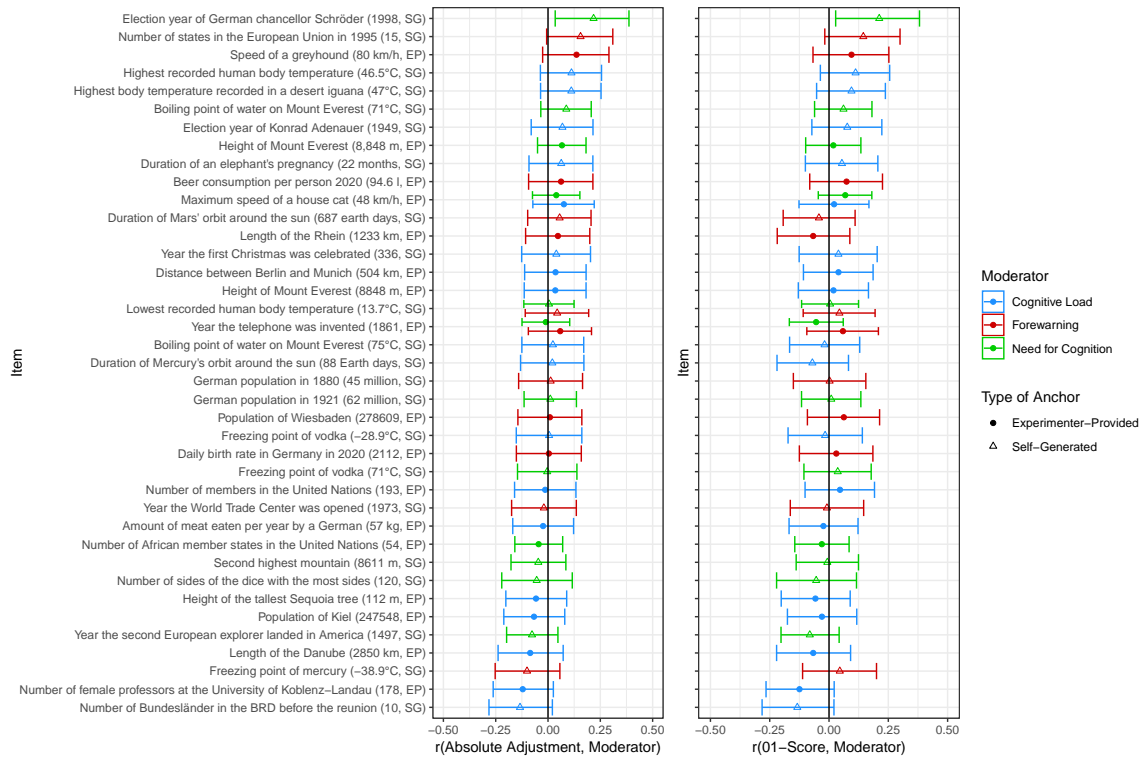 Election year of German chancellor Schröder (1998, SG)
Number of states in the European Union in 1995 (15, SG)
Speed of a greyhound (80 km/h, EP)
Highest recorded human body temperature (46.5°C, SG)
Highest body temperature recorded in a desert iguana (47°C, SG)
Boiling point of water on Mount Everest (71°C, SG)
Election year of Konrad Adenauer (1949, SG)
Height of Mount Everest (8,848 m, EP)
Duration of an elephant's pregnancy (22 months, SG)
Beer consumption per person 2020 (94.6 l, EP)
Maximum speed of a house cat (48 km/h, EP)
Duration of Mars' orbit around the sun (687 earth days, SG)
Length of the Rhein (1233 km, EP)
Year the first Christmas was celebrated (336, SG)
Distance between Berlin and Munich (504 km, EP)
Height of Mount Everest (8848 m, EP)
Lowest recorded human body temperature (13.7°C, SG)
Year the telephone was invented (1861, EP)
Boiling point of water on Mount Everest (75°C, SG)
Duration of Mercury's orbit around the sun (88 Earth days, SG)
German population in 1880 (45 million, SG)
German population in 1921 (62 million, SG)
Population of Wiesbaden (278609, EP)
Freezing point of vodka (−28.9°C, SG)
Daily birth rate in Germany in 2020 (2112, EP)
Freezing point of vodka (71°C, SG)
Number of members in the United Nations (193, EP)
Year the World Trade Center was opened (1973, SG)
Amount of meat eaten per year by a German (57 kg, EP)
Number of African member states in the United Nations (54, EP)
Second highest mountain (8611 m, SG)
Number of sides of the dice with the most sides (120, SG)
Height of the tallest Sequoia tree (112 m, EP)
Population of Kiel (247548, EP)
Year the second European explorer landed in America (1497, SG)
Length of the Danube (2850 km, EP)
Freezing point of mercury (−38.9°C, SG)
Number of female professors at the University of Koblenz−Landau (178, EP)
Number of Bundesländer in the BRD before the reunion (10, SG)
Item
−0.50 −0.25 0.00 0.25 0.50
r(Absolute Adjustment, Moderator)
Item
−0.50 −0.25 0.00 0.25 0.50
r(01−Score, Moderator)
Moderator
Cognitive Load
Forewarning
Need for Cognition
Type of Anchor
Experimenter−Provided
Self−Generated